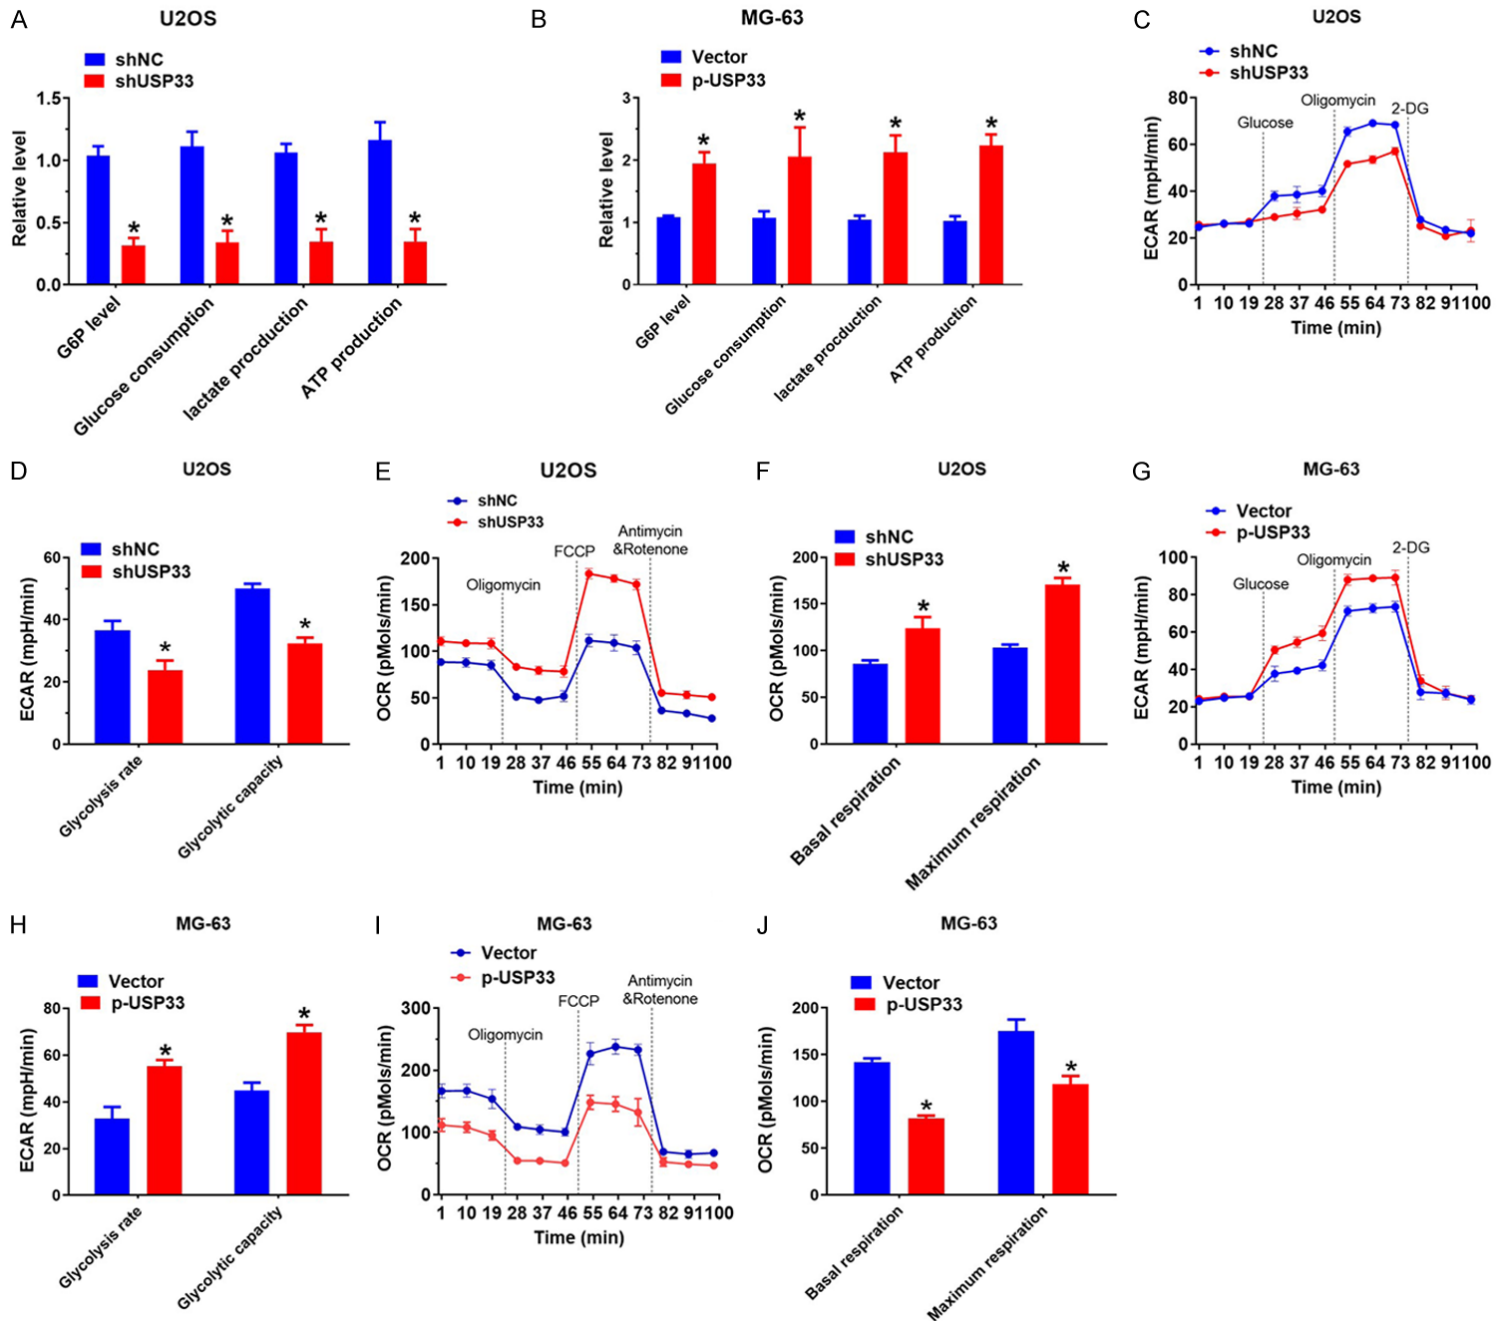 A
U2OS
shNC
shUSP33
1.5
1.0
0.5
0.0
Relative level
* * * *
G6P level
Glucose consumption
lactate procduction
ATP production
B
MG-63
Vector
p-USP33
3
2
1
0
Relative level
* * * *
G6P level
Glucose consumption
lactate procduction
ATP production
C
U2OS
shNC
shUSP33
Oligomycin
2-DG
Glucose
80
60
40
20
0
ECAR (mpH/min)
1 10 19 28 37 46 55 64 73 82 91 100
Time (min)
D
U2OS
shNC
shUSP33
60
40
20
0
ECAR (mpH/min)
* *
Glycolysis rate
Glycolytic capacity
E
U2OS
shNC
shUSP33
Antimycin
&Rotenone
FCCP
Oligomycin
200
150
100
50
0
OCR (pMols/min)
1 10 19 28 37 46 55 64 73 82 91 100
Time (min)
F
U2OS
shNC
shUSP33
200
150
100
50
0
OCR (pMols/min)
* *
Basal respiration
Maximum respiration
G
MG-63
Vector
p-USP33
Oligomycin
2-DG
Glucose
100
80
60
40
20
0
ECAR (mpH/min)
1 10 19 28 37 46 55 64 73 82 91 100
Time (min)
H
MG-63
Vector
p-USP33
80
60
40
20
0
ECAR (mpH/min)
* *
Glycolysis rate
Glycolytic capacity
I
MG-63
Vector
p-USP33
Antimycin
&Rotenone
FCCP
Oligomycin
300
200
100
0
OCR (pMols/min)
1 10 19 28 37 46 55 64 73 82 91 100
Time (min)
J
MG-63
Vector
p-USP33
200
150
100
50
0
OCR (pMols/min)
* *
Basal respiration
Maximum respiration